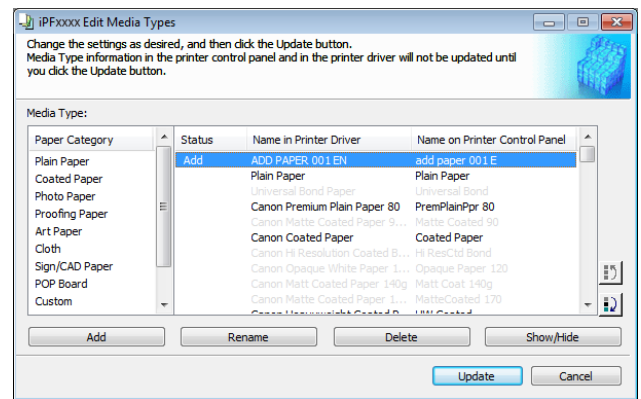 iPFxxxx Edit Media Types
Change the settings as desired, and then click the Update button.
Media Type information in the printer control panel and in the printer driver will not be updated until
you click the Update button.
Media Type:
Paper Category Status Name in Printer Driver Name on Printer Control Panel
Add ADD PAPER 001 EN add paper 001 E
Plain Paper Plain Paper Plain Paper
Coated Paper Universal Bond Paper Universal Bond
Photo Paper Canon Premium Plain Paper 80 PremPlainPpr 80
Proofing Paper Canon Matte Coated Paper 9... Matte Coated 90
Art Paper Canon Coated Paper Coated Paper
Cloth Canon Hi Resolution Coated B... Hi ResCtd Bond
Sign/CAD Paper Canon Opaque White Paper 1... Opaque Paper 120
POP Board Canon Matt Coated Paper 140g Matt Coat 140g
Custom Canon Matte Coated Paper 1... MatteCoated 170
Canon Heavyweight Coated P... HW Coated
Add Rename Delete Show/Hide
Update Cancel